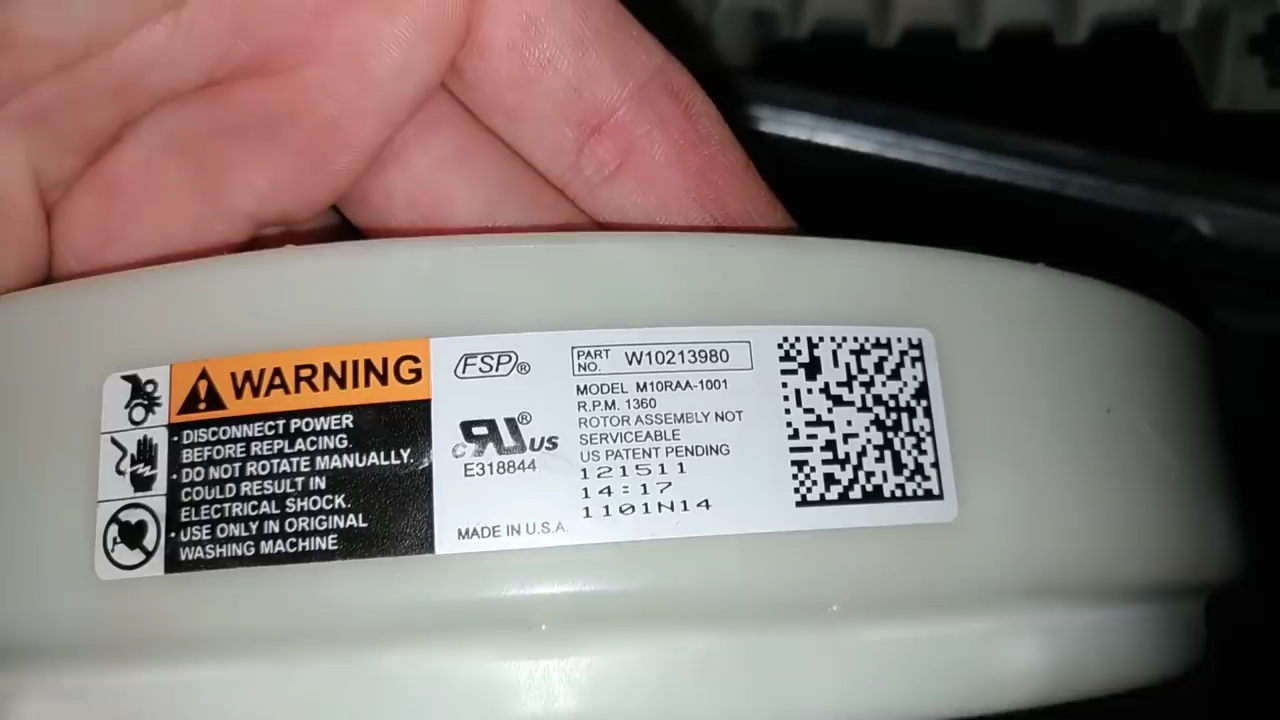 WARNING
· DISCONNECT POWER
BEFORE REPLACING.
· DO NOT ROTATE MANUALLY.
COULD RESULT IN
ELECTRICAL SHOCK.
· USE ONLY IN ORIGINAL
WASHING MACHINE
FSP®
c RU ® US
E318844
MADE IN U.S.A.
PART NO. W10213980
MODEL M10RAA-1001
R.P.M. 1360
ROTOR ASSEMBLY NOT
SERVICEABLE
US PATENT PENDING
121511
14:17
1101N14